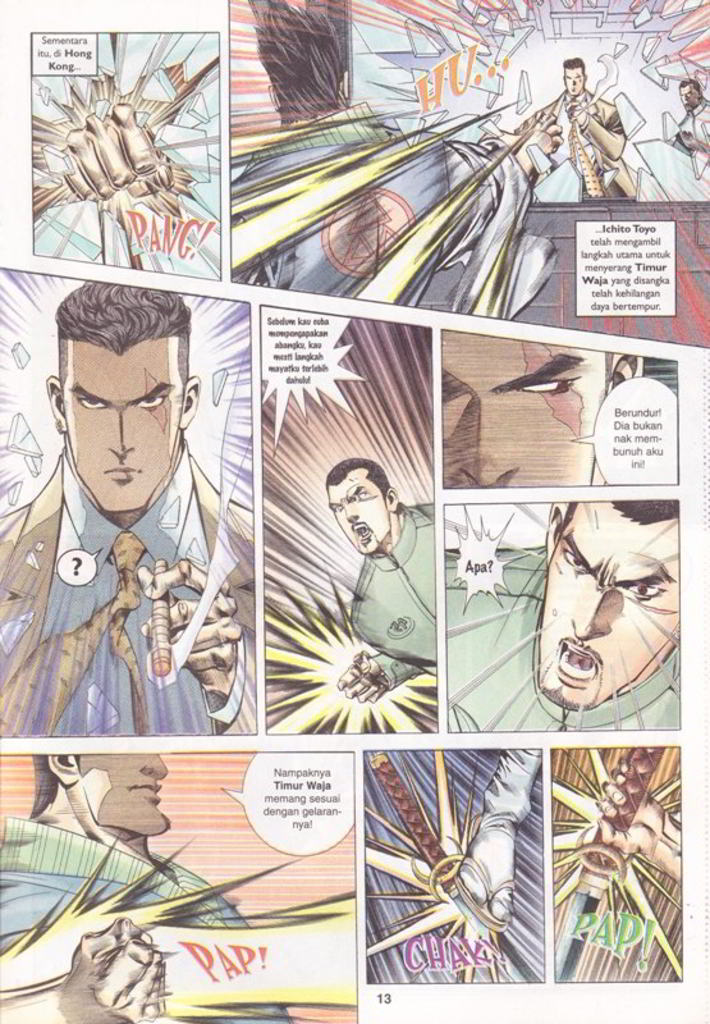 Sementara
itu, di Hong
Kong...
PANG!
HU...
...Ichito Toyo
telah mengambil
langkah utama untuk
menyerang Timur
Waja yang disangka
telah kehilangan
daya bertempur.
?
Sebelum kau cuba
mengapa-apakan
abangku, kau
mesti langkah
mayatku terlebih
dahulu!
Berundur!
Dia bukan
nak mem-
bunuh aku
ini!
Apa?
Nampaknya
Timur Waja
memang sesuai
dengan gelaran-
nya!
PAP!
CHAK!
PAP!
13